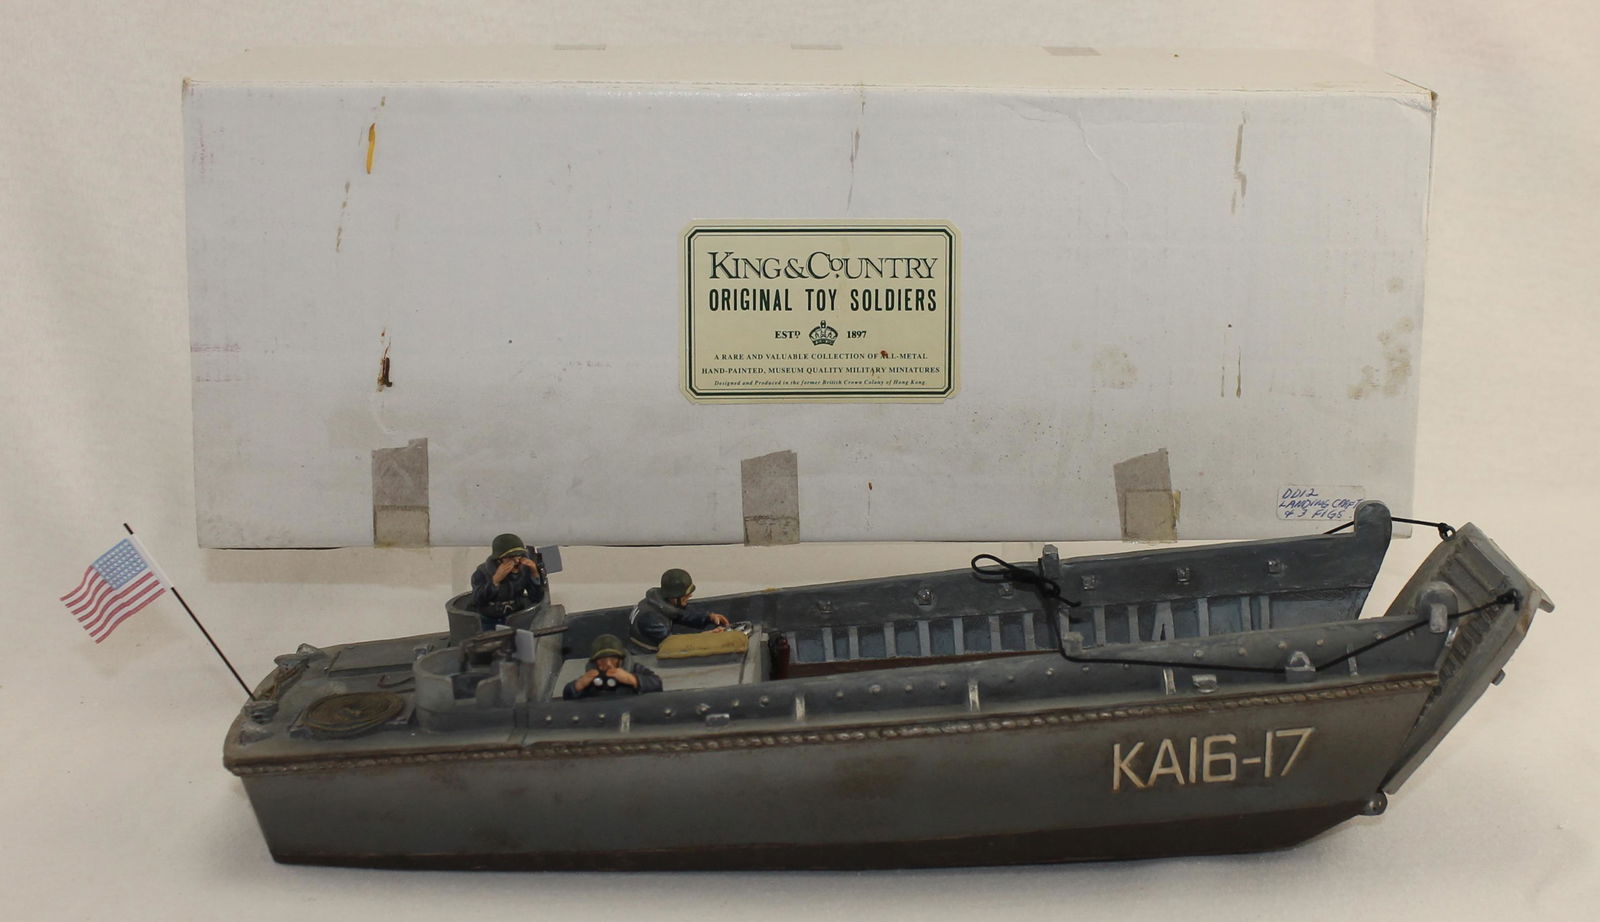 KING & COUNTRY
ORIGINAL TOY SOLDIERS
ESTD 1897
A RARE AND VALUABLE COLLECTION OF ALL-METAL
HAND-PAINTED, MUSEUM QUALITY MILITARY MINIATURES
Designed and Produced in the former British Crown Colony of Hong Kong.
DD12
LANDING CRAFT
& 3 FIGS.
KA16-17